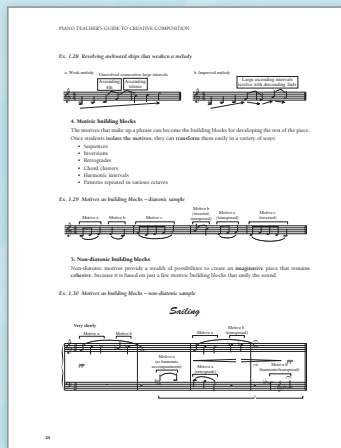 PIANO TEACHER'S GUIDE TO CREATIVE COMPOSITION
Ex. 1.28 Resolving awkward skips that weaken a melody
a. Weak melody
Unresolved consecutive large intervals
Ascending 4th
Ascending tritone
b. Improved melody
Large ascending intervals
resolve with descending 2nds
4. Motivic building blocks
The motives that make up a phrase can become the building blocks for developing the rest of the piece.
Once students isolate the motives, they can transform them easily in a variety of ways:
• Sequences
• Inversions
• Retrogrades
• Chord clusters
• Harmonic intervals
• Patterns repeated in various octaves
Ex. 1.29 Motives as building blocks – diatonic sample
Motive a
Motive b
Motive c
Motive b
(inverted,
transposed)
Motive a
(transposed)
Motive c
(inverted)
5. Non-diatonic building blocks
Non-diatonic motives provide a wealth of possibilities to create an imaginative piece that remains
cohesive, because it is based on just a few motivic building blocks that unify the sound.
Ex. 1.30 Motives as building blocks – non-diatonic sample
Sailing
Very slowly
Motive a
Motive b
Motive a
Motive b
(transposed)
pp
pp
Motive a
(as harmonic
accompaniment)
Motive a
(retrograde)
Motive b
(harmonic/transposed)
24